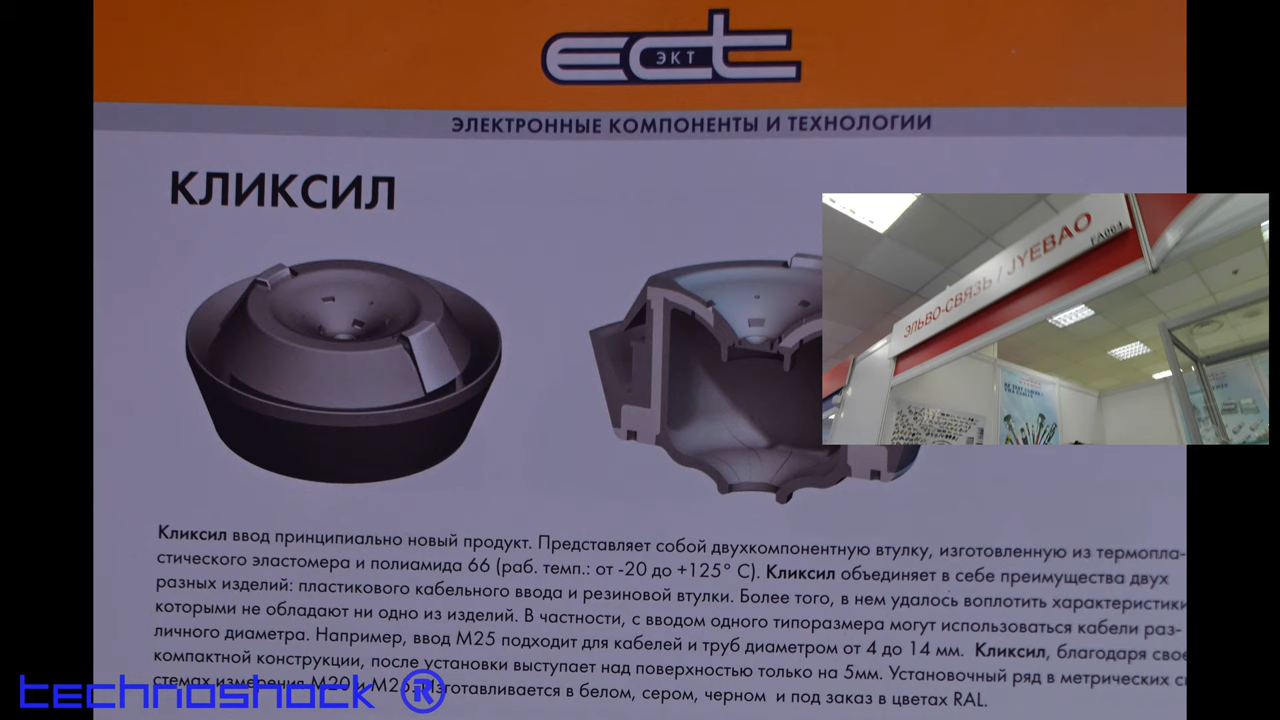 ect
ЭКТ
ЭЛЕКТРОННЫЕ КОМПОНЕНТЫ И ТЕХНОЛОГИИ
КЛИКСИЛ
ЭЛЬВО-СВЯЗЬ / JYEBAO
FA064
Кликсил ввод принципиально новый продукт. Представляет собой двухкомпонентную втулку, изготовленную из термопла-
стического эластомера и полиамида 66 (раб. темп.: от -20 до +125° С). Кликсил объединяет в себе преимущества двух
разных изделий: пластикового кабельного ввода и резиновой втулки. Более того, в нем удалось воплотить характеристики
которыми не обладают ни одно из изделий. В частности, с вводом одного типоразмера могут использоваться кабели раз-
личного диаметра. Например, ввод М25 подходит для кабелей и труб диаметром от 4 до 14 мм. Кликсил, благодаря свое
компактной конструкции, после установки выступает над поверхностью только на 5мм. Установочный ряд в метрических с
стемах измерения М20 и М25. Изготавливается в белом, сером, черном и под заказ в цветах RAL.
technoshock ®